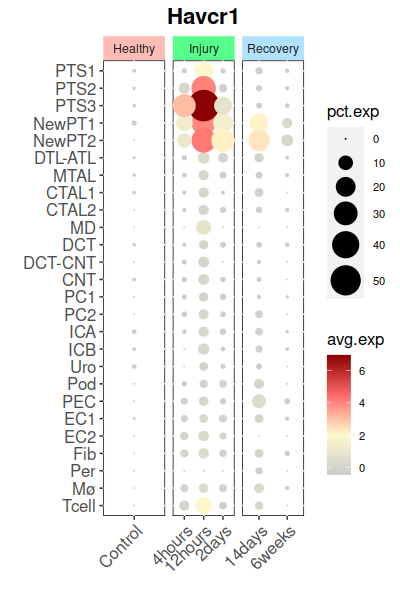 Havcr1
Healthy Injury Recovery
PTS1
PTS2
PTS3
NewPT1
NewPT2
DTL-ATL
MTAL
CTAL1
CTAL2
MD
DCT
DCT-CNT
CNT
PC1
PC2
ICA
ICB
Uro
Pod
PEC
EC1
EC2
Fib
Per
Mø
Tcell
Control 4hours 12hours 2days 14days 6weeks
pct.exp
0
10
20
30
40
50
avg.exp
6
4
2
0